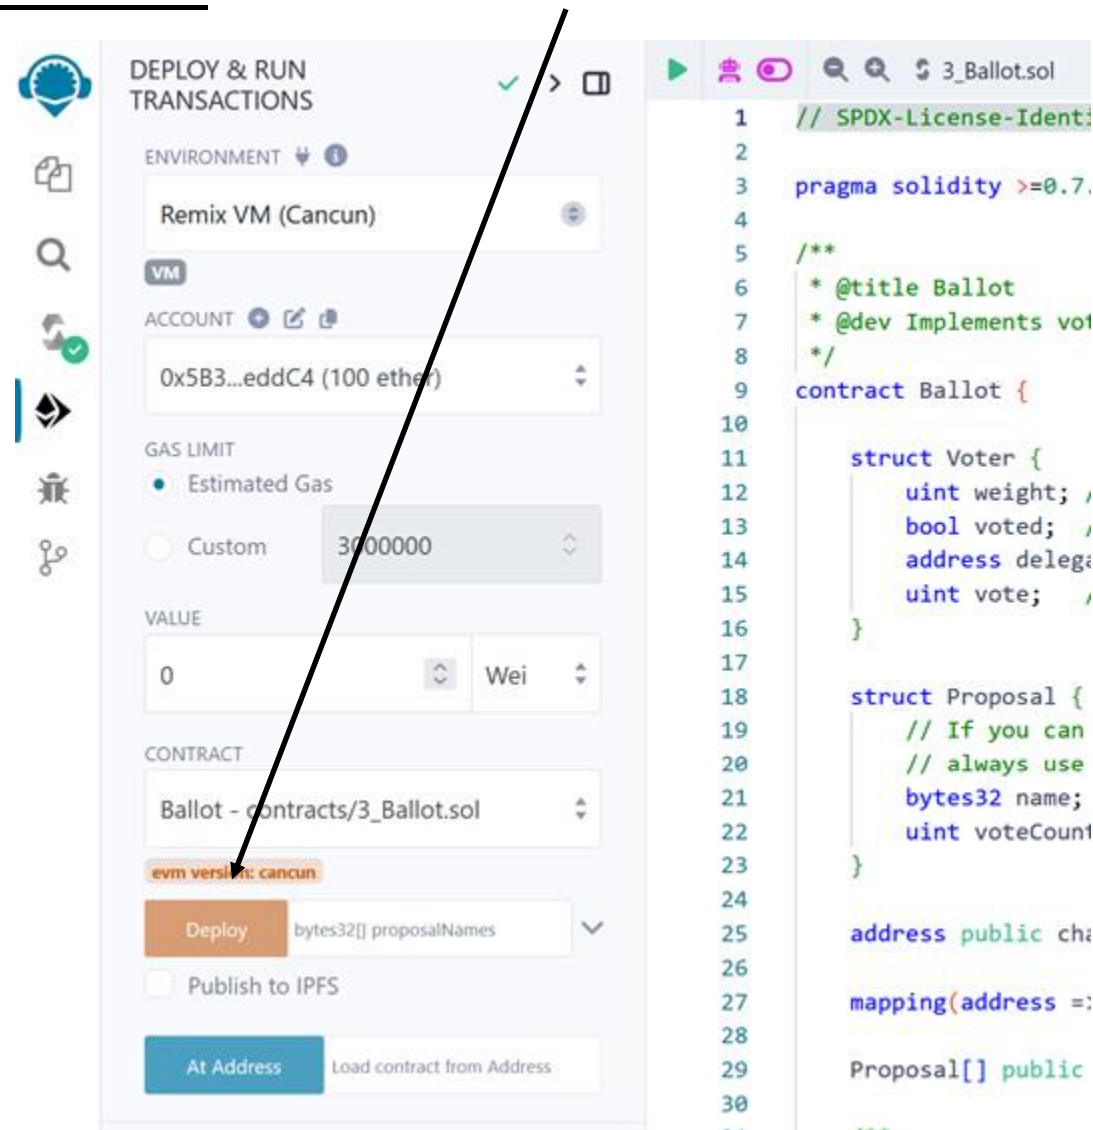 DEPLOY & RUN
TRANSACTIONS
ENVIRONMENT
Remix VM (Cancun)
VM
ACCOUNT
0x5B3...eddC4 (100 ether)
GAS LIMIT
Estimated Gas
Custom
3000000
VALUE
0
Wei
CONTRACT
Ballot - contracts/3_Ballot.sol
evm version: cancun
Deploy
bytes32[] proposalNames
Publish to IPFS
At Address
Load contract from Address
3_Ballot.sol
1 // SPDX-License-Identi
2
3 pragma solidity >=0.7.
4
5 /**
6 * @title Ballot
7 * @dev Implements vot
8 */
9 contract Ballot {
10
11 struct Voter {
12 uint weight; /
13 bool voted; /
14 address delega
15 uint vote; /
16 }
17
18 struct Proposal {
19 // If you can
20 // always use
21 bytes32 name;
22 uint voteCount
23 }
24
25 address public cha
26
27 mapping(address =>
28
29 Proposal[] public
30